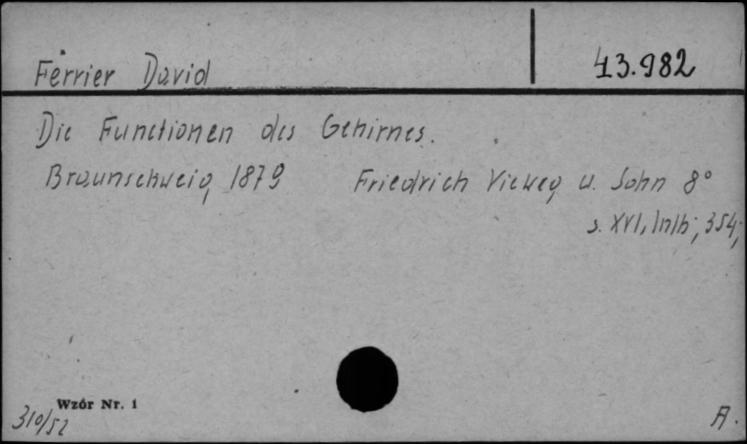 Ferrier David 43.982
Die Functionen des Gehirnes.
Braunschweig 1879 Friedrich Vieweg u. Sohn 8°
s. XVI, 354;
Wzór Nr. 1
310/52
A.